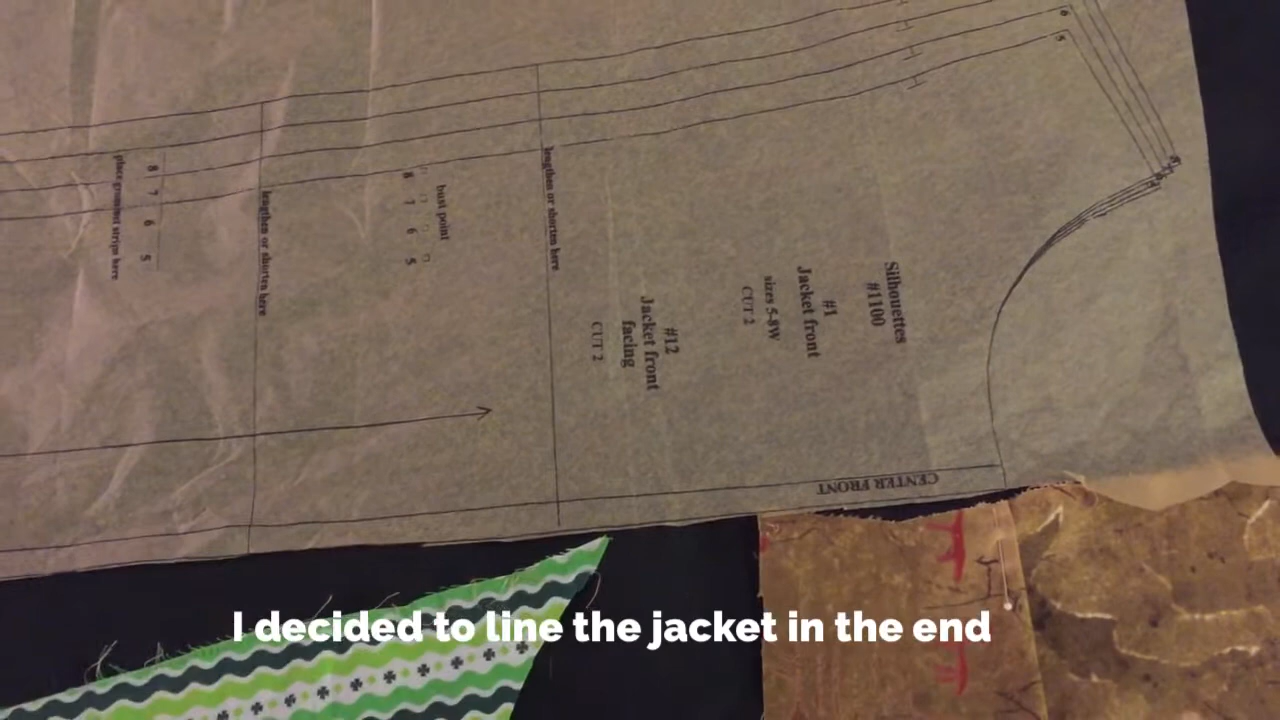 Silhouettes
#1100
#1
Jacket front
sizes 5-8W
CUT 2
#12
Jacket front
facing
CUT 2
lengthen or shorten here
bust point
8 7 6 5
lengthen or shorten here
8 7 6 5
place grommet strips here
CENTER FRONT
I decided to line the jacket in the end